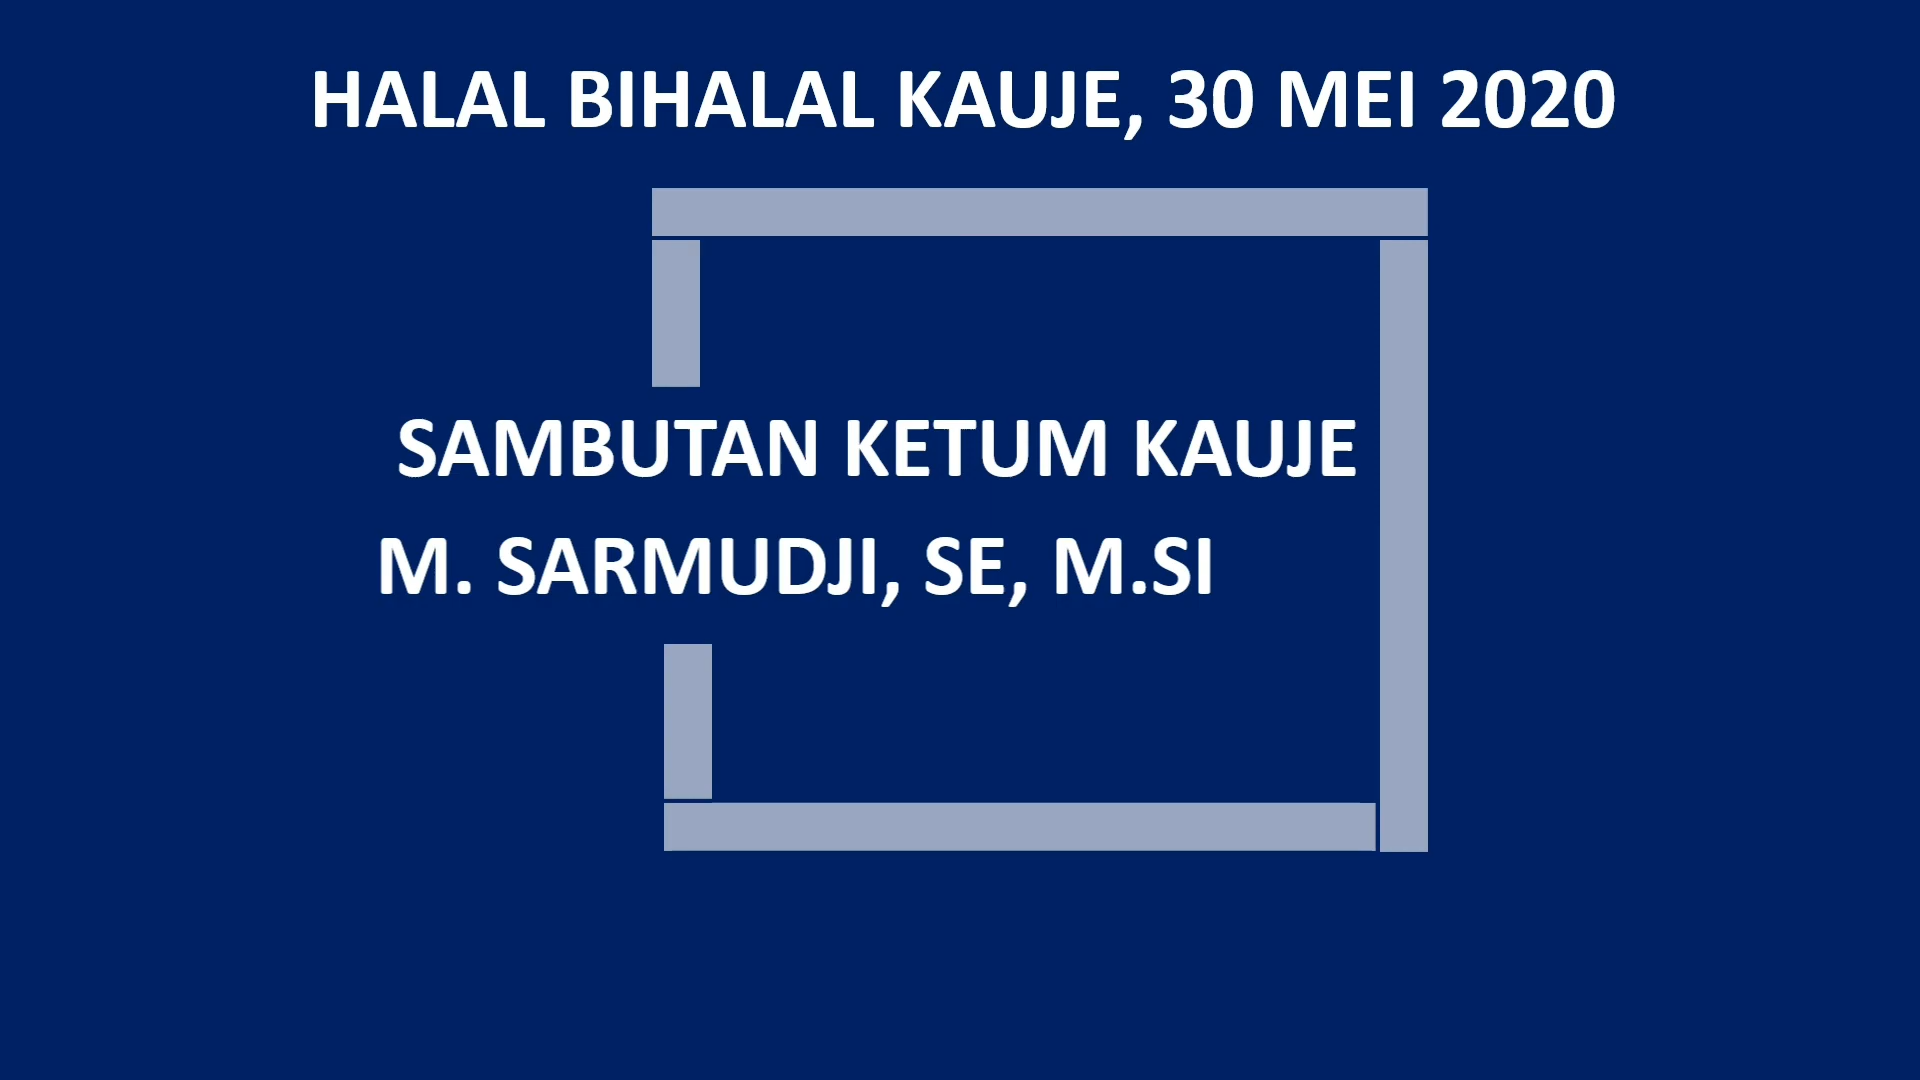 HALAL BIHALAL KAUJE, 30 MEI 2020
SAMBUTAN KETUM KAUJE
M. SARMUDJI, SE, M.SI